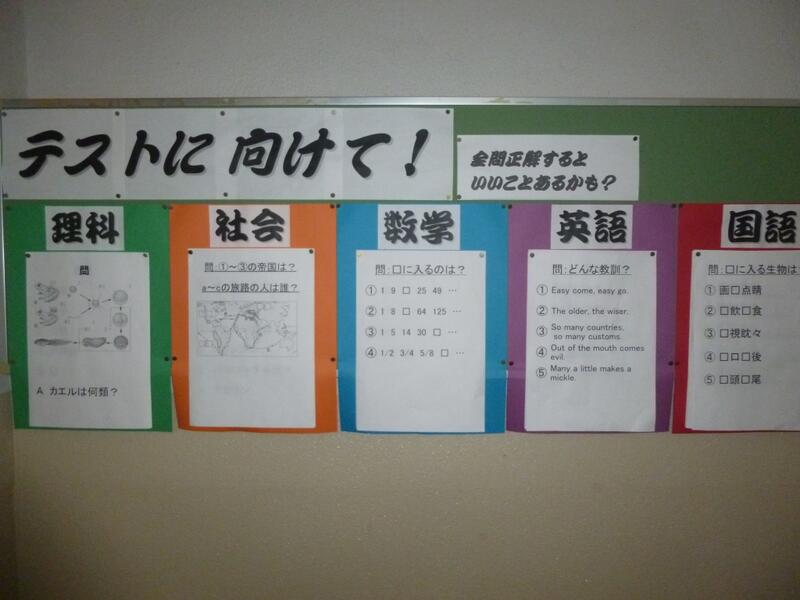 テストに向けて！
全問正解すると
いいことあるかも？
理科
問
A カエルは何類？
社会
問：①～③の帝国は？
a～cの旅路の人は誰？
数学
問：口に入るのは？
① 1 9 □ 25 49 …
② 1 8 □ 64 125 …
③ 1 5 14 30 □ …
④ 1/2 3/4 5/8 □ …
英語
問：どんな教訓？
① Easy come, easy go.
② The older, the wiser.
③ So many countries,
so many customs.
④ Out of the mouth comes
evil.
⑤ Many a little makes a
mickle.
国語
問：口に入る生物は
① 画□点睛
② □飲□食
③ □視眈々
④ □口□後
⑤ □頭□尾